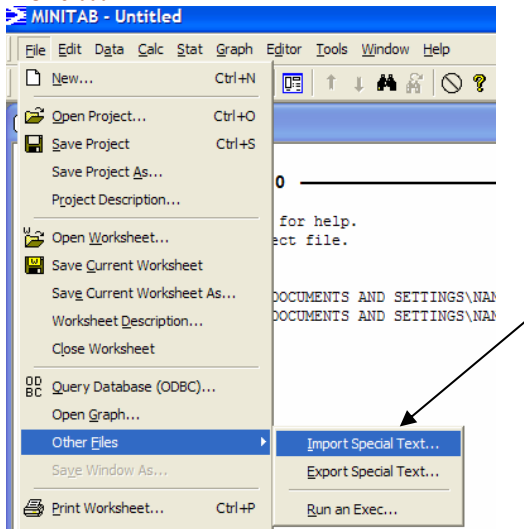 MINITAB - Untitled
File Edit Data Calc Stat Graph Editor Tools Window Help
New... Ctrl+N
Open Project... Ctrl+O
Save Project Ctrl+S
Save Project As...
0
Project Description...
for help.
Open Worksheet...
ect file.
Save Current Worksheet
Save Current Worksheet As...
DOCUMENTS AND SETTINGS\NAM
Worksheet Description...
DOCUMENTS AND SETTINGS\NAM
Close Worksheet
Query Database (ODBC)...
Open Graph...
Other Files
Import Special Text...
Save Window As...
Export Special Text...
Print Worksheet... Ctrl+P
Run an Exec...